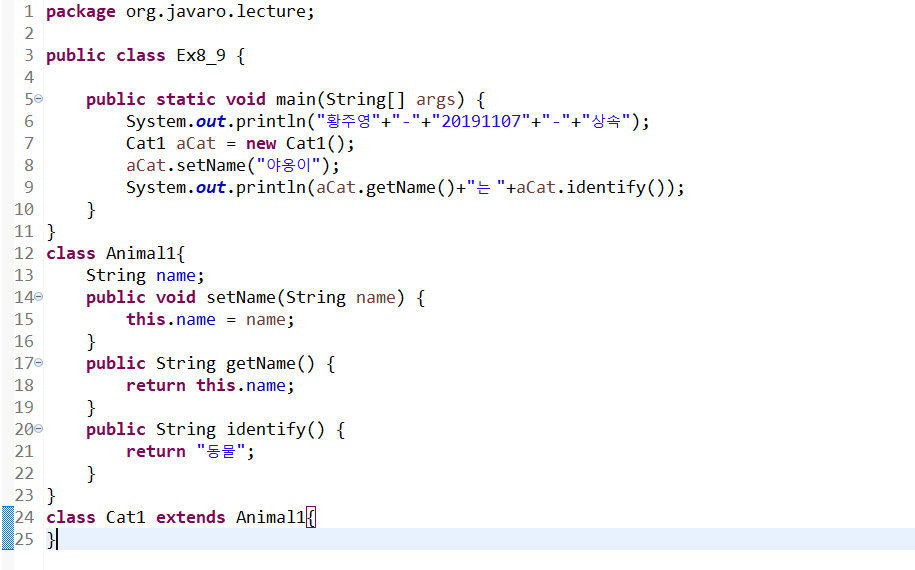 1 package org.javaro.lecture;
2
3 public class Ex8_9 {
4
5     public static void main(String[] args) {
6         System.out.println("황주영"+"-"+"20191107"+"-"+"상속");
7         Cat1 aCat = new Cat1();
8         aCat.setName("야옹이");
9         System.out.println(aCat.getName()+"는 "+aCat.identify());
10     }
11 }
12 class Animal1{
13     String name;
14     public void setName(String name) {
15         this.name = name;
16     }
17     public String getName() {
18         return this.name;
19     }
20     public String identify() {
21         return "동물";
22     }
23 }
24 class Cat1 extends Animal1{
25 }